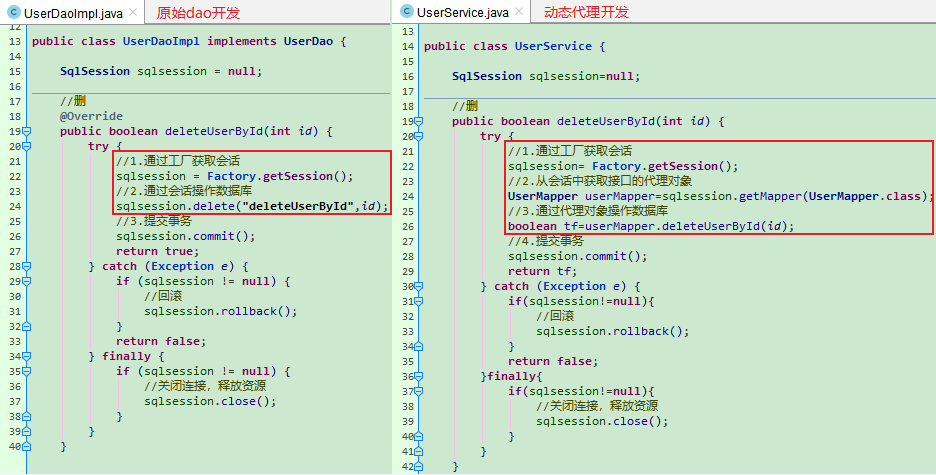 UserDaoImpl.java
原始dao开发
12
13 public class UserDaoImpl implements UserDao {
14
15 SqlSession sqlsession = null;
16
17 //删
18 @Override
19 public boolean deleteUserById(int id) {
20 try {
21 //1.通过工厂获取会话
22 sqlsession = Factory.getSession();
23 //2.通过会话操作数据库
24 sqlsession.delete("deleteUserById",id);
25 //3.提交事务
26 sqlsession.commit();
27 return true;
28 } catch (Exception e) {
29 if (sqlsession != null) {
30 //回滚
31 sqlsession.rollback();
32 }
33 return false;
34 } finally {
35 if (sqlsession != null) {
36 //关闭连接，释放资源
37 sqlsession.close();
38 }
39 }
40 }
UserService.java
动态代理开发
13
14 public class UserService {
15
16 SqlSession sqlsession=null;
17
18 //删
19 public boolean deleteUserById(int id) {
20 try {
21 //1.通过工厂获取会话
22 sqlsession= Factory.getSession();
23 //2.从会话中获取接口的代理对象
24 UserMapper userMapper=sqlsession.getMapper(UserMapper.class);
25 //3.通过代理对象操作数据库
26 boolean tf=userMapper.deleteUserById(id);
27 //4.提交事务
28 sqlsession.commit();
29 return tf;
30 } catch (Exception e) {
31 if(sqlsession!=null){
32 //回滚
33 sqlsession.rollback();
34 }
35 return false;
36 }finally{
37 if(sqlsession!=null){
38 //关闭连接，释放资源
39 sqlsession.close();
40 }
41 }
42 }